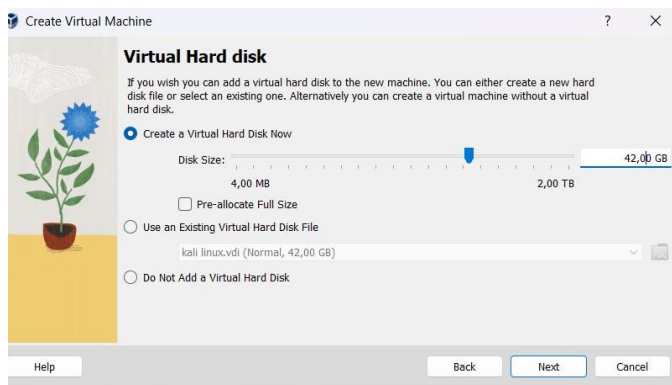 Create Virtual Machine
Virtual Hard disk
If you wish you can add a virtual hard disk to the new machine. You can either create a new hard
disk file or select an existing one. Alternatively you can create a virtual machine without a virtual
hard disk.
Create a Virtual Hard Disk Now
Disk Size:
42,00 GB
4,00 MB
2,00 TB
Pre-allocate Full Size
Use an Existing Virtual Hard Disk File
kali linux.vdi (Normal, 42,00 GB)
Do Not Add a Virtual Hard Disk
Help
Back
Next
Cancel